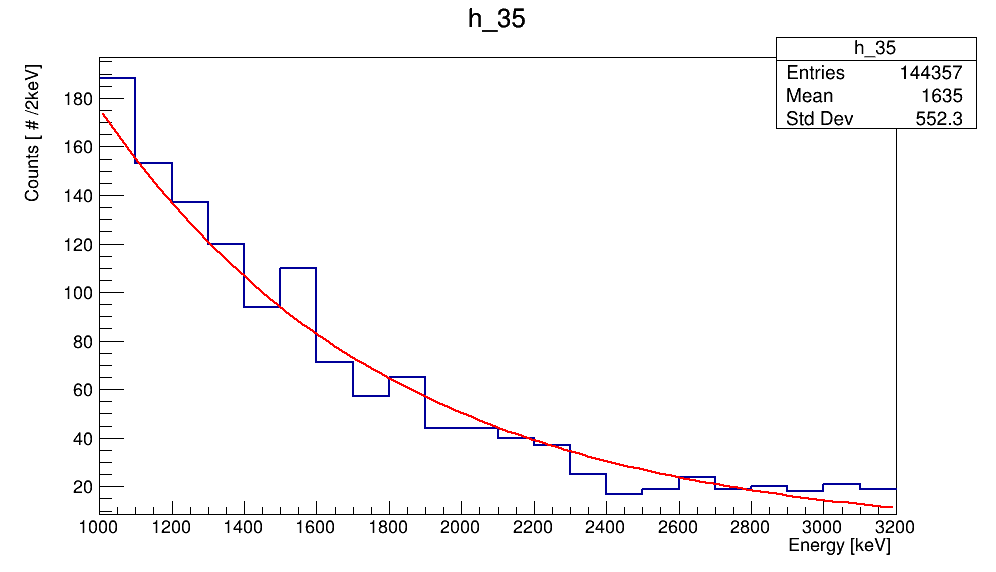 h_35
h_35
Entries 144357
Mean 1635
Std Dev 552.3
Counts [ # /2keV]
180
160
140
120
100
80
60
40
20
1000 1200 1400 1600 1800 2000 2200 2400 2600 2800 3000 3200
Energy [keV]